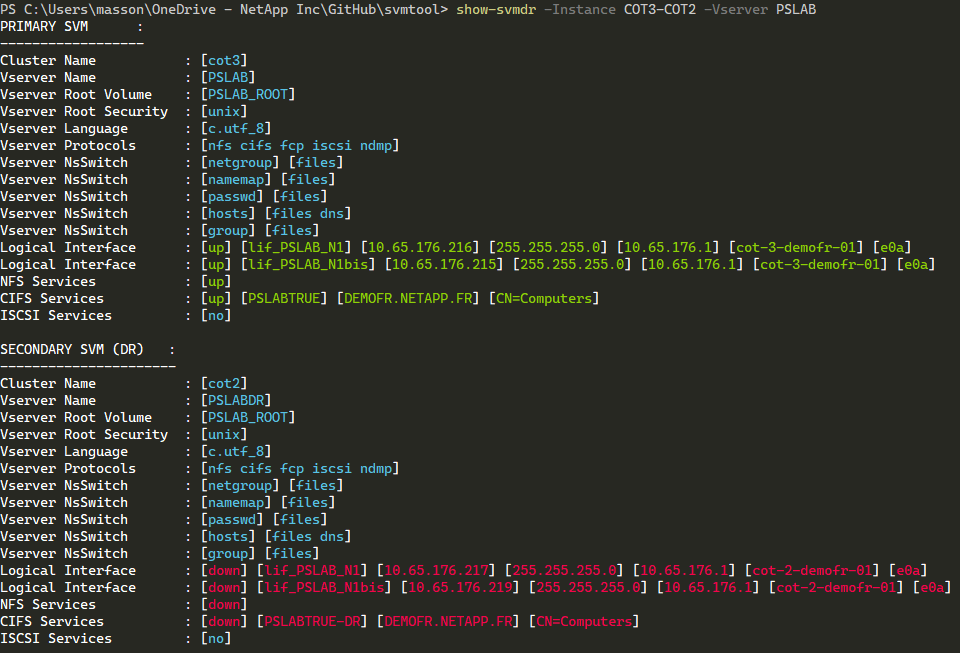 PS C:\Users\masson\OneDrive - NetApp Inc\GitHub\svmtool> show-svmdr -Instance COT3-COT2 -Vserver PSLAB
PRIMARY SVM      :
------------------
Cluster Name           : [cot3]
Vserver Name           : [PSLAB]
Vserver Root Volume    : [PSLAB_ROOT]
Vserver Root Security  : [unix]
Vserver Language       : [c.utf_8]
Vserver Protocols      : [nfs cifs fcp iscsi ndmp]
Vserver NsSwitch       : [netgroup] [files]
Vserver NsSwitch       : [namemap] [files]
Vserver NsSwitch       : [passwd] [files]
Vserver NsSwitch       : [hosts] [files dns]
Vserver NsSwitch       : [group] [files]
Logical Interface      : [up] [lif_PSLAB_N1] [10.65.176.216] [255.255.255.0] [10.65.176.1] [cot-3-demofr-01] [e0a]
Logical Interface      : [up] [lif_PSLAB_N1bis] [10.65.176.215] [255.255.255.0] [10.65.176.1] [cot-3-demofr-01] [e0a]
NFS Services           : [up]
CIFS Services          : [up] [PSLABTRUE] [DEMOFR.NETAPP.FR] [CN=Computers]
ISCSI Services         : [no]

SECONDARY SVM (DR)   :
----------------------
Cluster Name           : [cot2]
Vserver Name           : [PSLABDR]
Vserver Root Volume    : [PSLAB_ROOT]
Vserver Root Security  : [unix]
Vserver Language       : [c.utf_8]
Vserver Protocols      : [nfs cifs fcp iscsi ndmp]
Vserver NsSwitch       : [netgroup] [files]
Vserver NsSwitch       : [namemap] [files]
Vserver NsSwitch       : [passwd] [files]
Vserver NsSwitch       : [hosts] [files dns]
Vserver NsSwitch       : [group] [files]
Logical Interface      : [down] [lif_PSLAB_N1] [10.65.176.217] [255.255.255.0] [10.65.176.1] [cot-2-demofr-01] [e0a]
Logical Interface      : [down] [lif_PSLAB_N1bis] [10.65.176.219] [255.255.255.0] [10.65.176.1] [cot-2-demofr-01] [e0a]
NFS Services           : [down]
CIFS Services          : [down] [PSLABTRUE-DR] [DEMOFR.NETAPP.FR] [CN=Computers]
ISCSI Services         : [no]